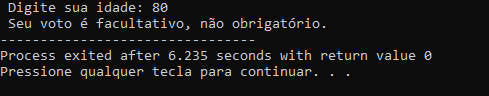 Digite sua idade: 80
Seu voto é facultativo, não obrigatório.
--------------------------------
Process exited after 6.235 seconds with return value 0
Pressione qualquer tecla para continuar. . .